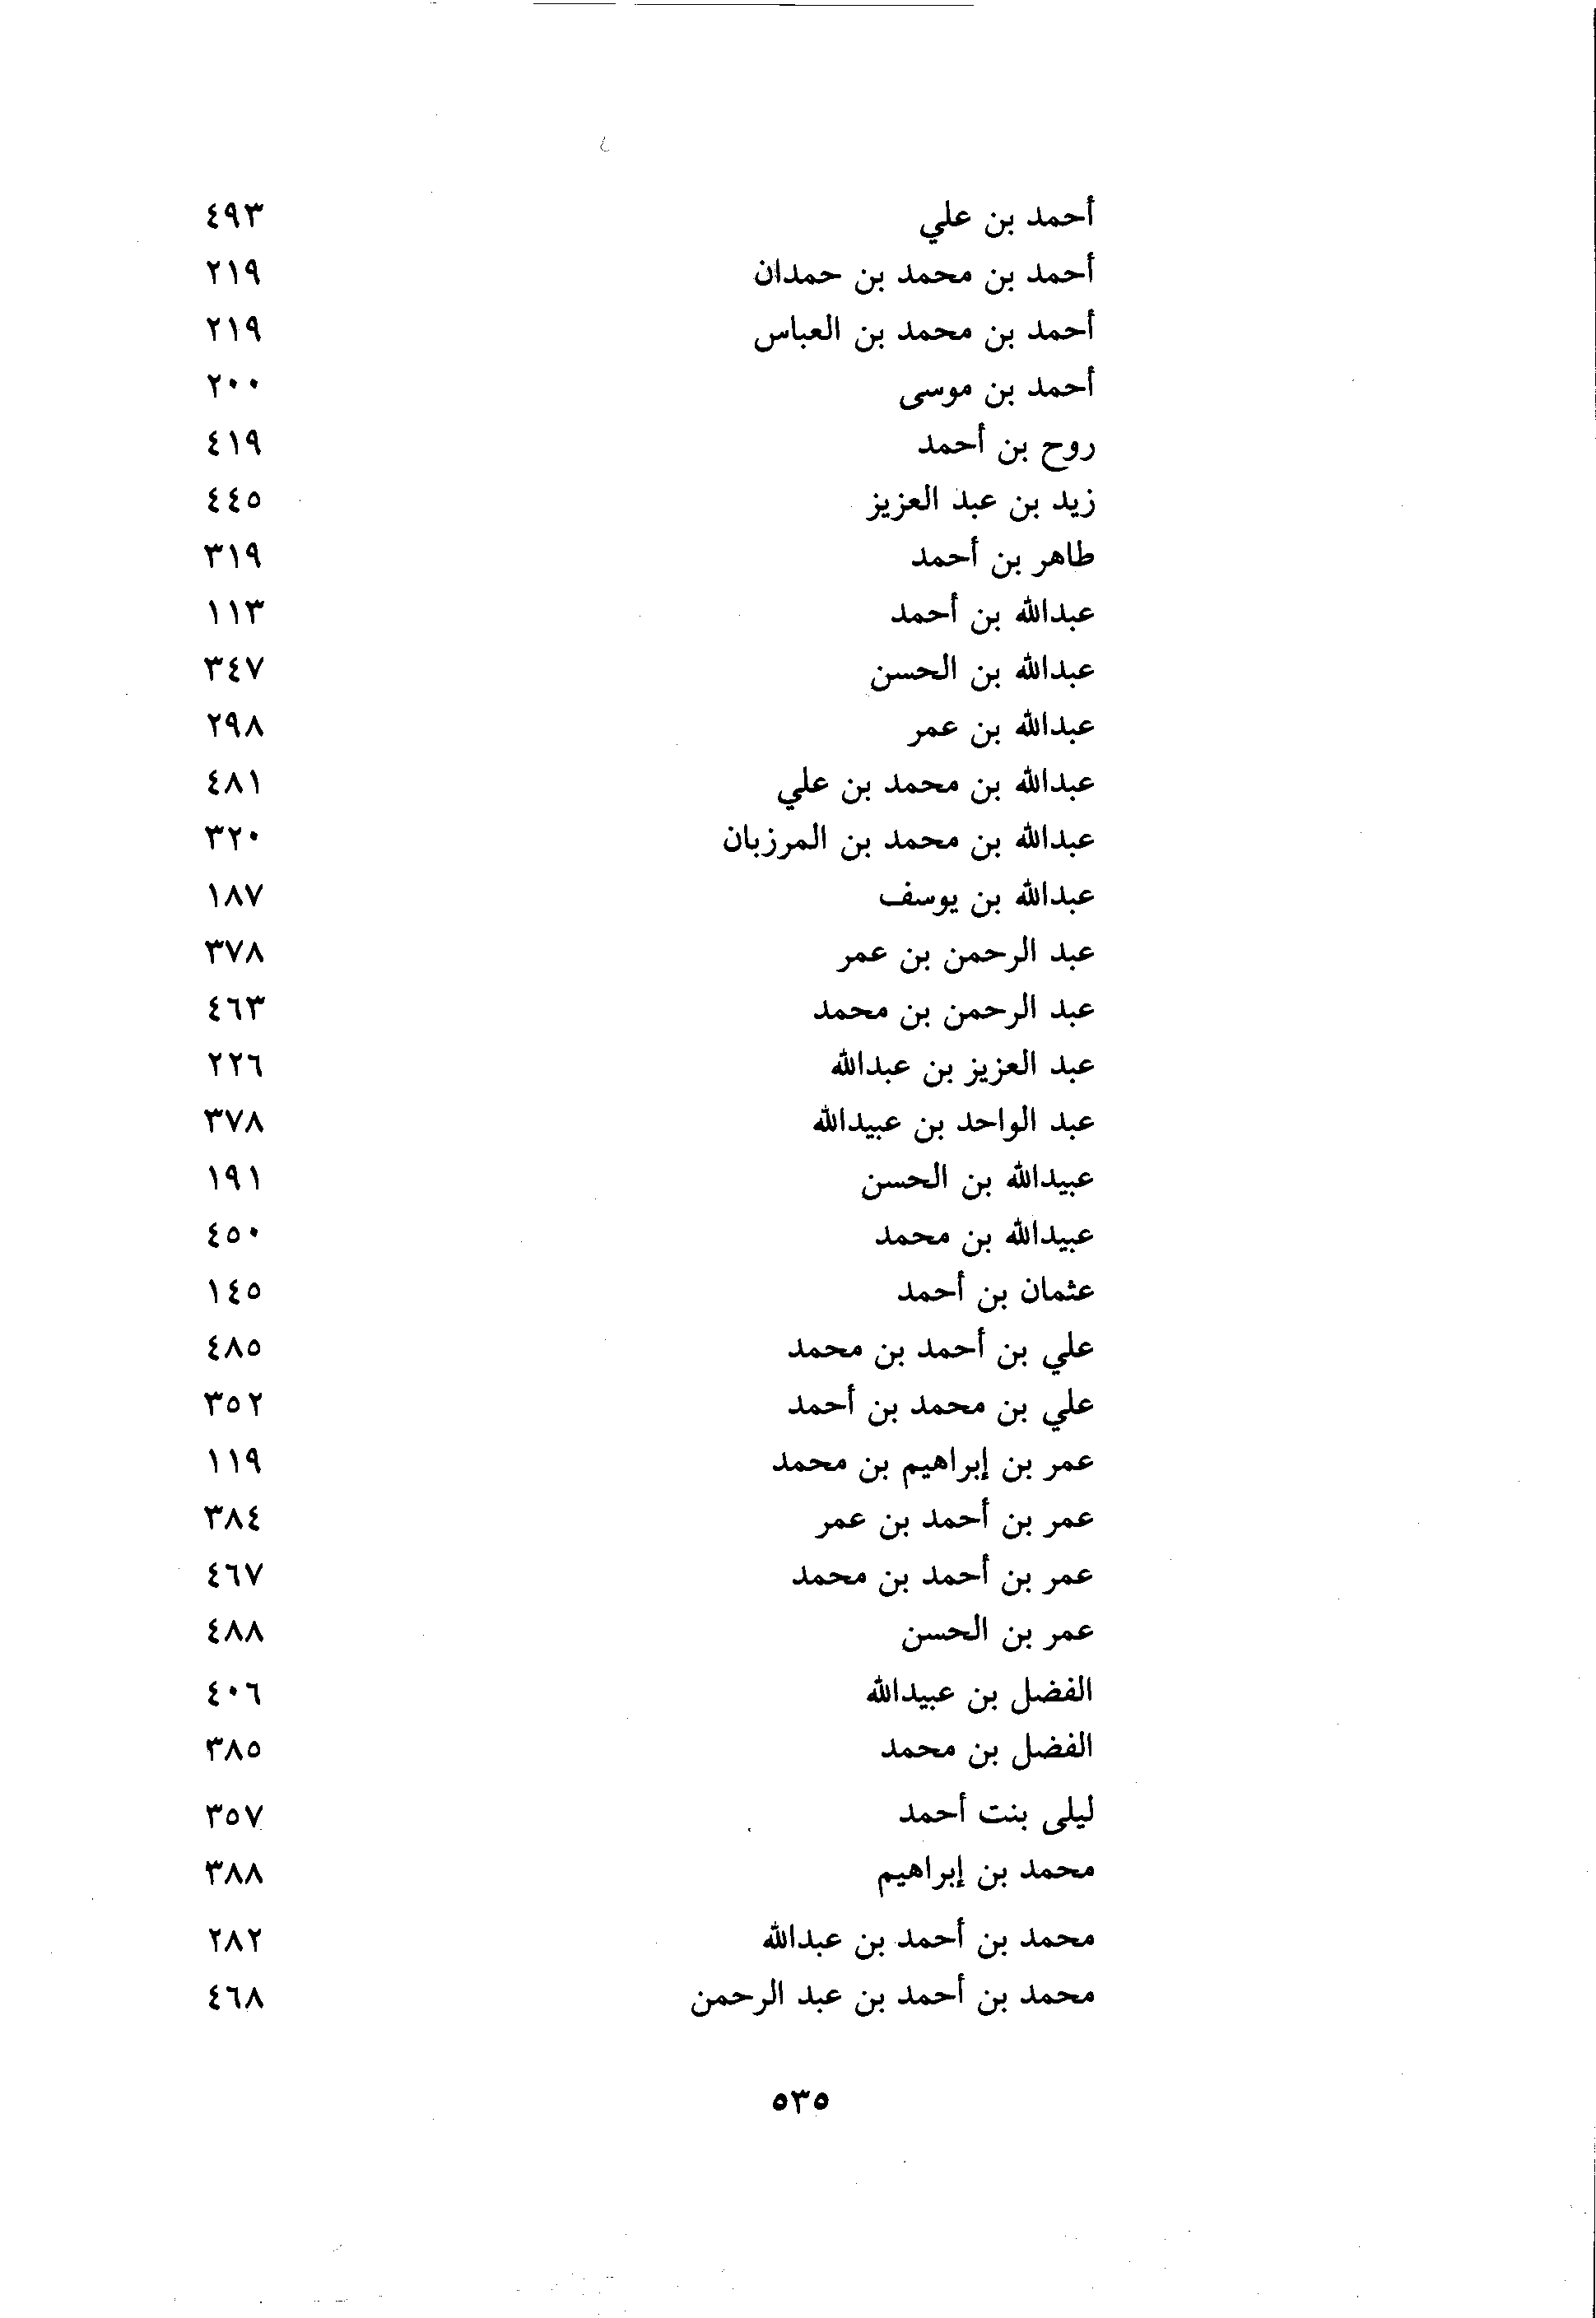 أحمد بن علي ٤٩٣
أحمد بن محمد بن حمدان ٢١٩
أحمد بن محمد بن العباس ٢١٩
أحمد بن موسى ٢٠٠
روح بن أحمد ٤١٩
زيد بن عبد العزيز ٤٤٥
طاهر بن أحمد ٣١٩
عبدالله بن أحمد ١١٣
عبدالله بن الحسن ٣٤٧
عبدالله بن عمر ٢٩٨
عبدالله بن محمد بن علي ٤٨١
عبدالله بن محمد بن المرزبان ٣٢٠
عبدالله بن يوسف ١٨٧
عبد الرحمن بن عمر ٣٧٨
عبد الرحمن بن محمد ٤٦٣
عبد العزيز بن عبدالله ٢٢٦
عبد الواحد بن عبيدالله ٣٧٨
عبيدالله بن الحسن ١٩١
عبيدالله بن محمد ٤٥٠
عثمان بن أحمد ١٤٥
علي بن أحمد بن محمد ٤٨٥
علي بن محمد بن أحمد ٣٥٢
عمر بن إبراهيم بن محمد ١١٩
عمر بن أحمد بن عمر ٣٨٤
عمر بن أحمد بن محمد ٤٦٧
عمر بن الحسن ٤٨٨
الفضل بن عبيدالله ٤٠٦
الفضل بن محمد ٣٨٥
ليلى بنت أحمد ٣٥٧
محمد بن إبراهيم ٣٨٨
محمد بن أحمد بن عبدالله ٢٨٢
محمد بن أحمد بن عبد الرحمن ٤٦٨
٥٣٥